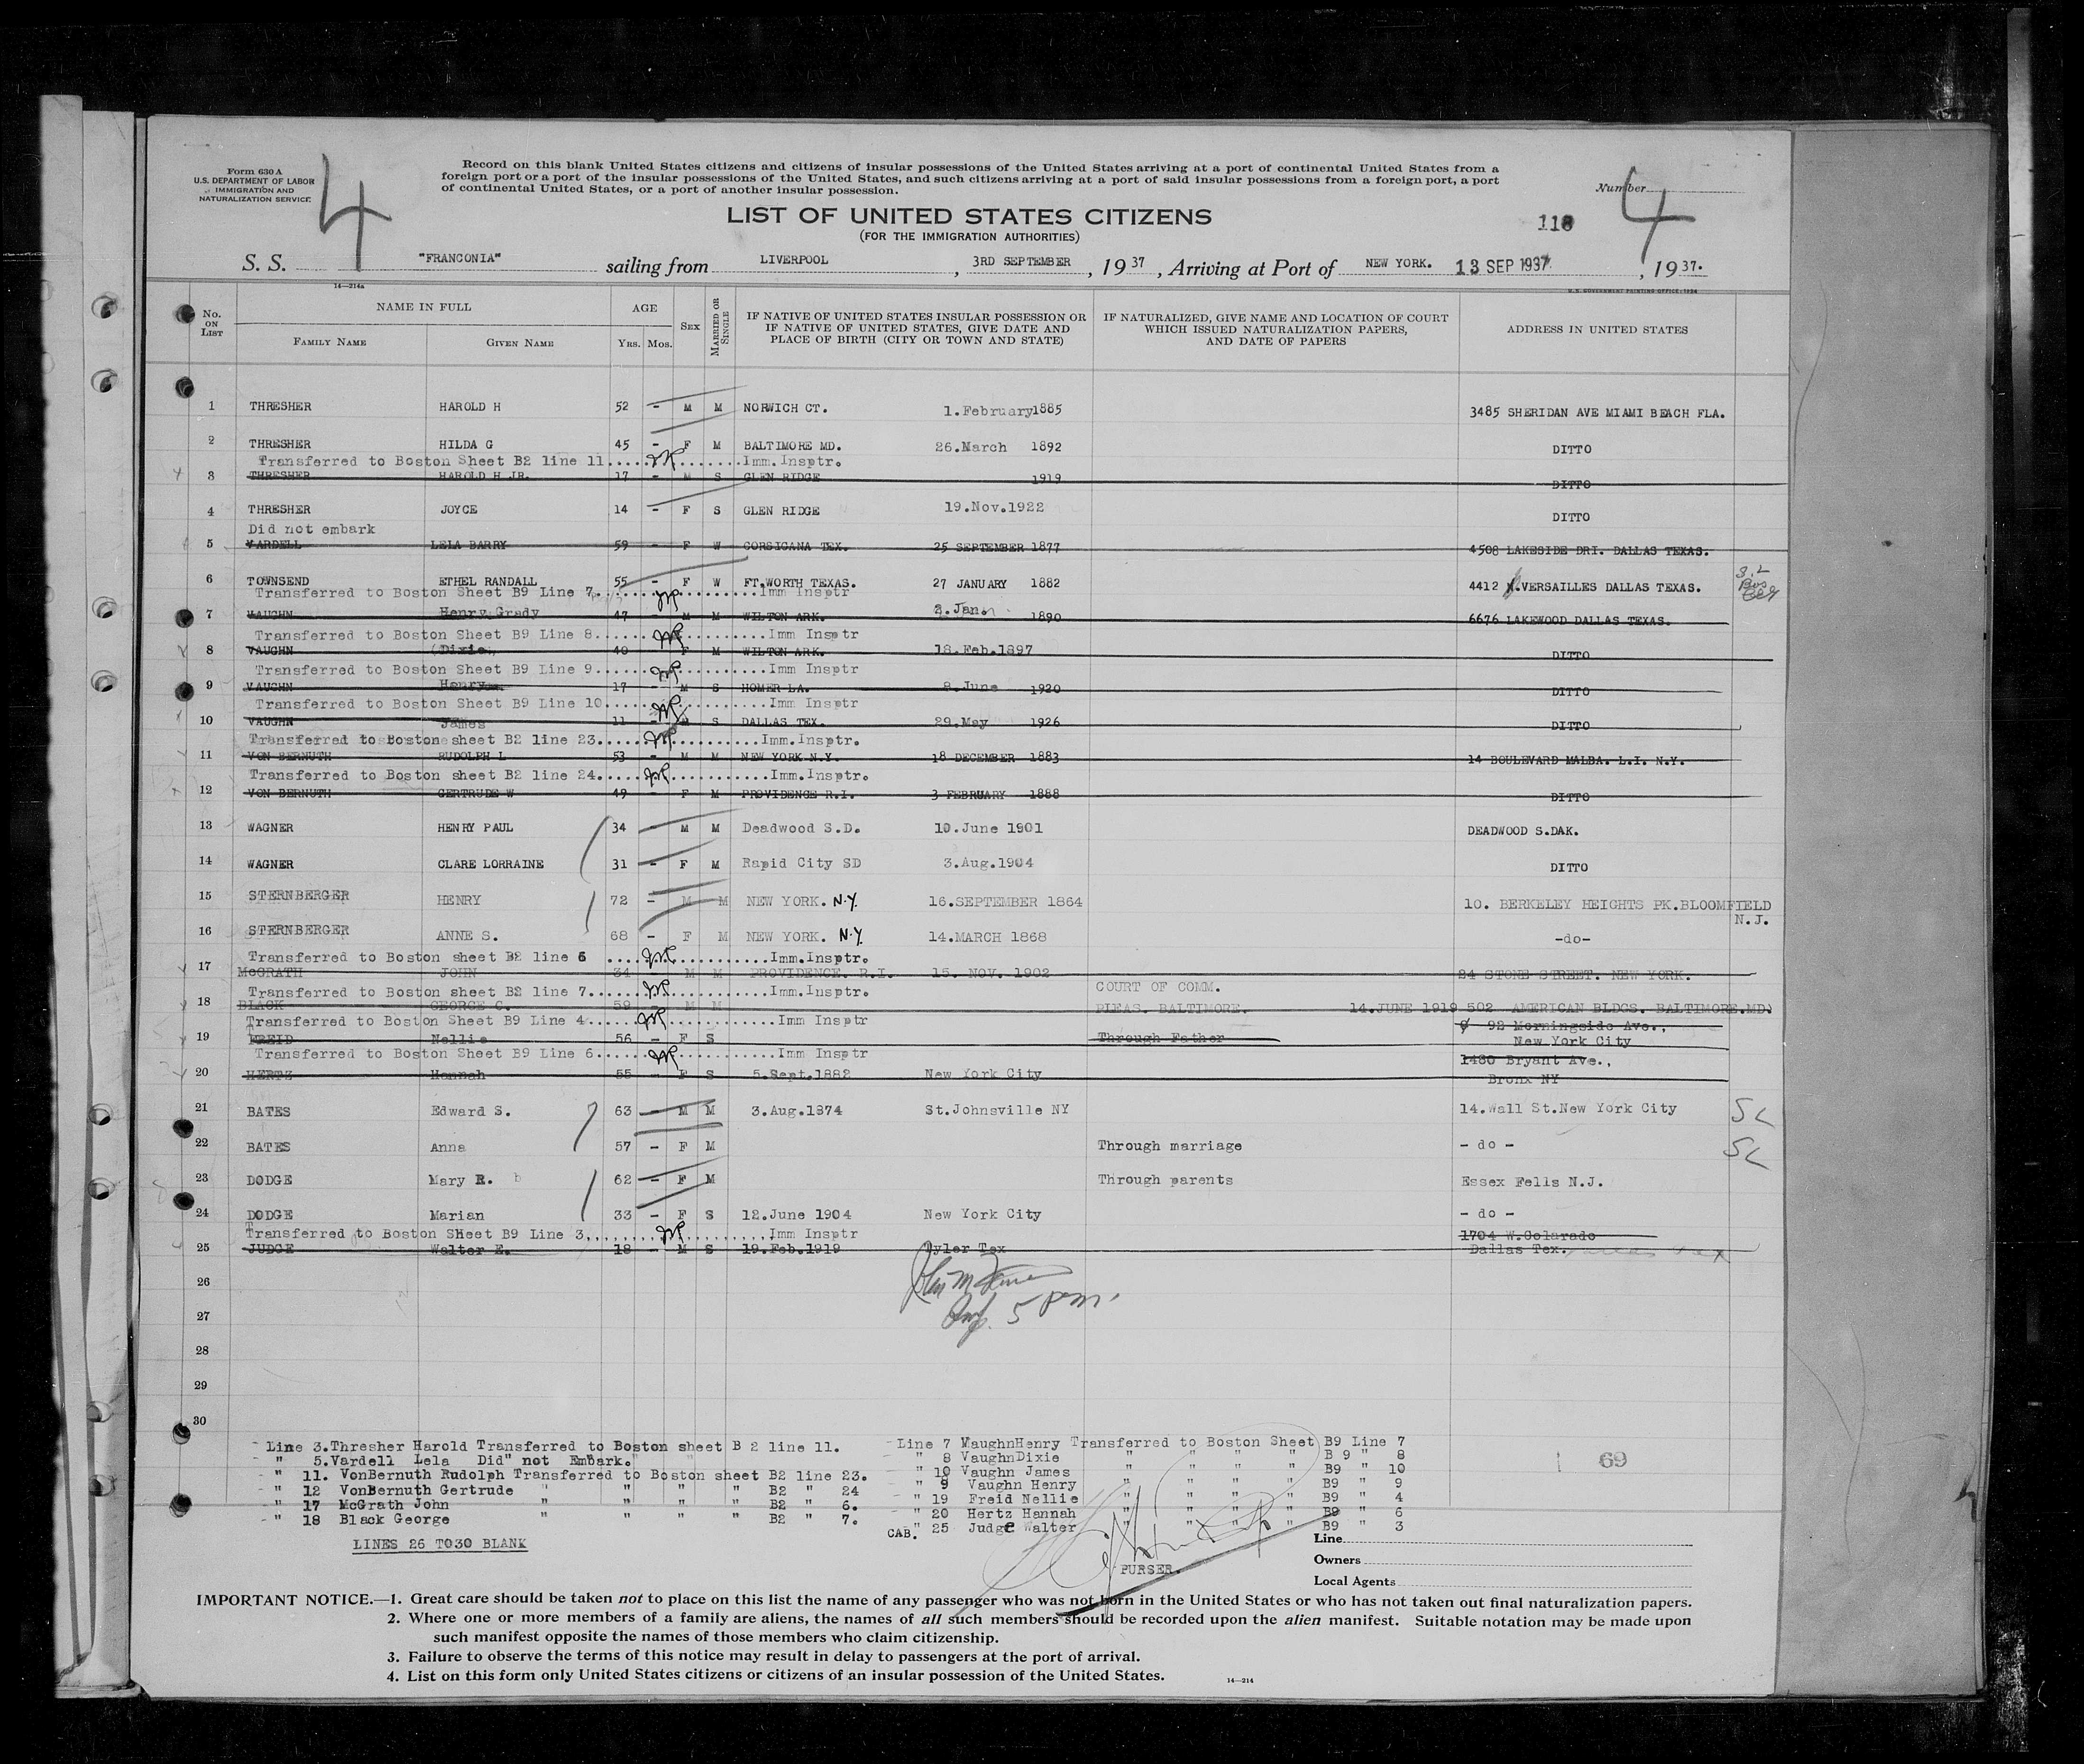 Form 630 A
U.S. DEPARTMENT OF LABOR
IMMIGRATION AND
NATURALIZATION SERVICE
4
Record on this blank United States citizens and citizens of insular possessions of the United States arriving at a port of continental United States from a
foreign port or a port of the insular possessions of the United States, and such citizens arriving at a port of said insular possessions from a foreign port, a port
of continental United States, or a port of another insular possession.
Number 4
LIST OF UNITED STATES CITIZENS
118
(FOR THE IMMIGRATION AUTHORITIES)
S. S. "FRANCONIA" sailing from LIVERPOOL, 3RD SEPTEMBER, 1937, Arriving at Port of NEW YORK. 13 SEP 1937, 1937.
14—214a
U.S. GOVERNMENT PRINTING OFFICE: 1934
No. ON LIST
NAME IN FULL
FAMILY NAME GIVEN NAME
AGE
YRS. MOS.
SEX
MARRIED OR SINGLE
IF NATIVE OF UNITED STATES INSULAR POSSESSION OR
IF NATIVE OF UNITED STATES, GIVE DATE AND
PLACE OF BIRTH (CITY OR TOWN AND STATE)
IF NATURALIZED, GIVE NAME AND LOCATION OF COURT
WHICH ISSUED NATURALIZATION PAPERS,
AND DATE OF PAPERS
ADDRESS IN UNITED STATES
1 THRESHER HAROLD H 52 - M M NORWICH CT. 1.February1885 3485 SHERIDAN AVE MIAMI BEACH FLA.
2 THRESHER HILDA G 45 - F M BALTIMORE MD. 26.March 1892 DITTO
Transferred to Boston Sheet B2 line 11............Imm.Insptr.
3 THRESHER HAROLD H JR. 17 - M S GLEN RIDGE 1919 DITTO
4 THRESHER JOYCE 14 - F S GLEN RIDGE 19.Nov.1922 DITTO
Did not embark
5 VARDELL LELA BARRY 59 - F W CORSICANA TEX. 25 SEPTEMBER 1877 4508 LAKESIDE DRI. DALLAS TEXAS.
6 TOWNSEND ETHEL RANDALL 55 - F W FT.WORTH TEXAS. 27 JANUARY 1882 4412 .VERSAILLES DALLAS TEXAS.
Transferred to Boston Sheet B9 Line 7............Imm Insptr
7 VAUGHN Henry Grady 47 - M M WILTON ARK. 2.Jan. 1890 6676 LAKEWOOD DALLAS TEXAS.
Transferred to Boston Sheet B9 Line 8............Imm Insptr
8 VAUGHN (Dixie, 40 F M WILTON ARK. 18.Feb.1897 DITTO
Transferred to Boston Sheet B9 Line 9............Imm Insptr
9 VAUGHN Henry 17 - M S HOMER LA. 8.June 1920 DITTO
Transferred to Boston Sheet B9 Line 10............Imm Insptr
10 VAUGHN James 11 - M S DALLAS TEX. 29.May 1926 DITTO
Transferred to Boston sheet B2 line 23............Imm.Insptr.
11 VON BERNUTH RUDOLPH L 53 - M M NEW YORK N.Y. 18 DECEMBER 1883 14 BOULEVARD MALBA. L.I. N.Y.
Transferred to Boston sheet B2 line 24............Imm.Insptr.
12 VON BERNUTH GERTRUDE W 49 - F M PROVIDENCE R.I. 3 FEBRUARY 1888 DITTO
13 WAGNER HENRY PAUL 34 - M M Deadwood S.D. 10.June 1901 DEADWOOD S.DAK.
14 WAGNER CLARE LORRAINE 31 - F M Rapid City SD 3.Aug.1904 DITTO
15 STERNBERGER HENRY 72 - M M NEW YORK. N.Y. 16.SEPTEMBER 1864 10. BERKELEY HEIGHTS PK.BLOOMFIELD
N.J.
16 STERNBERGER ANNE S. 68 - F M NEW YORK. N.Y. 14.MARCH 1868 -do-
Transferred to Boston sheet B2 line 6 ............Imm.Insptr.
17 McGRATH JOHN 34 - M M PROVIDENCE. R.I. 15. NOV. 1902 24 STONE STREET. NEW YORK.
Transferred to Boston sheet B2 line 7............Imm.Insptr.
COURT OF COMM.
18 BLACK GEORGE C. 59 - M M PLEAS. BALTIMORE. 14.JUNE 1919 502 AMERICAN BLDGS. BALTIMORE.MD.
Transferred to Boston Sheet B9 Line 4............Imm Insptr
92 Morningside Ave.,
19 FREID Nellie 56 - F S Through Father New York City
Transferred to Boston Sheet B9 Line 6............Imm Insptr
1480 Bryant Ave.,
20 HERTZ Hannah 55 - F S 5.Sept.1882 New York City Bronx NY
21 BATES Edward S. 63 - M M 3.Aug.1874 St.Johnsville NY 14.Wall St.New York City
22 BATES Anna 57 - F M Through marriage - do -
23 DODGE Mary R. 62 - F M Through parents Essex Fells N.J.
24 DODGE Marian 33 - F S 12.June 1904 New York City - do -
Transferred to Boston SHeet B9 Line 3............Imm Insptr
1704 W.Colarado
25 JUDGE Walter E. 18 - M S 19.Feb.1919 Tyler Tex Dallas Tex.
26
27
28
29
30
Line 3.Thresher Harold Transferred to Boston sheet B 2 line 11.
" 5.Vardell Lela Did not Embark.
" 11. VonBernuth Rudolph Transferred to Boston sheet B2 line 23.
" 12 VonBernuth Gertrude " " " " B2 " 24
" 17 McGrath John " " " " B2 " 6.
" 18 Black George " " " " B2 " 7.
Line 7 VaughnHenry Transferred to Boston Sheet B9 Line 7
8 VaughnDixie " " " " B 9 " 8
" 10 Vaughn James " " " " B9 " 10
" 9 Vaughn Henry " " " " B9 " 9
" 19 Freid Nellie " " " " B9 " 4
" 20 Hertz Hannah " " " " B9 " 6
CAB. " 25 Judge Walter " " " " B9 " 3
69
LINES 26 TO30 BLANK
PURSER.
Line
Owners
Local Agents
IMPORTANT NOTICE.—1. Great care should be taken not to place on this list the name of any passenger who was not born in the United States or who has not taken out final naturalization papers.
2. Where one or more members of a family are aliens, the names of all such members should be recorded upon the alien manifest. Suitable notation may be made upon
such manifest opposite the names of those members who claim citizenship.
3. Failure to observe the terms of this notice may result in delay to passengers at the port of arrival.
4. List on this form only United States citizens or citizens of an insular possession of the United States.
14—214